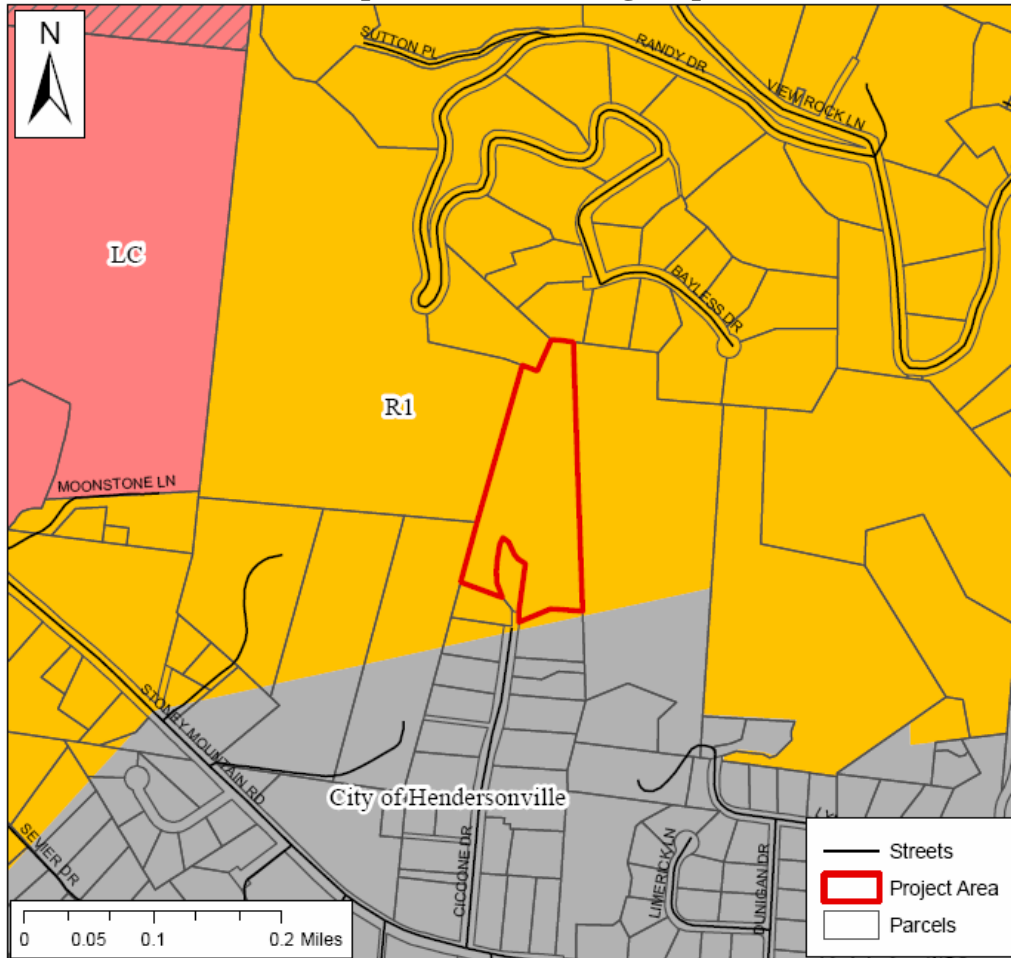 N
SUTTON PL
RANDY DR
VIEW ROCK LN
LC
BAYLESS DR
R1
MOONSTONE LN
STONEY MOUNTAIN RD
City of Hendersonville
SEVIER DR
CICCONE DR
LIMERICK LN
DUNIGAN DR
Streets
Project Area
Parcels
0 0.05 0.1 0.2 Miles